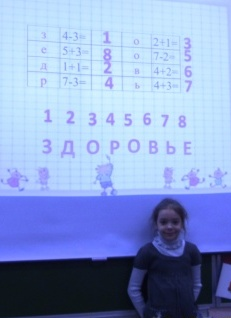 з 4-3= 1 о 2+1= 3
е 5+3= 8 о 7-2= 5
д 1+1= 2 в 4+2= 6
р 7-3= 4 ь 4+3= 7
1 2 3 4 5 6 7 8
З Д О Р О В Ь Е